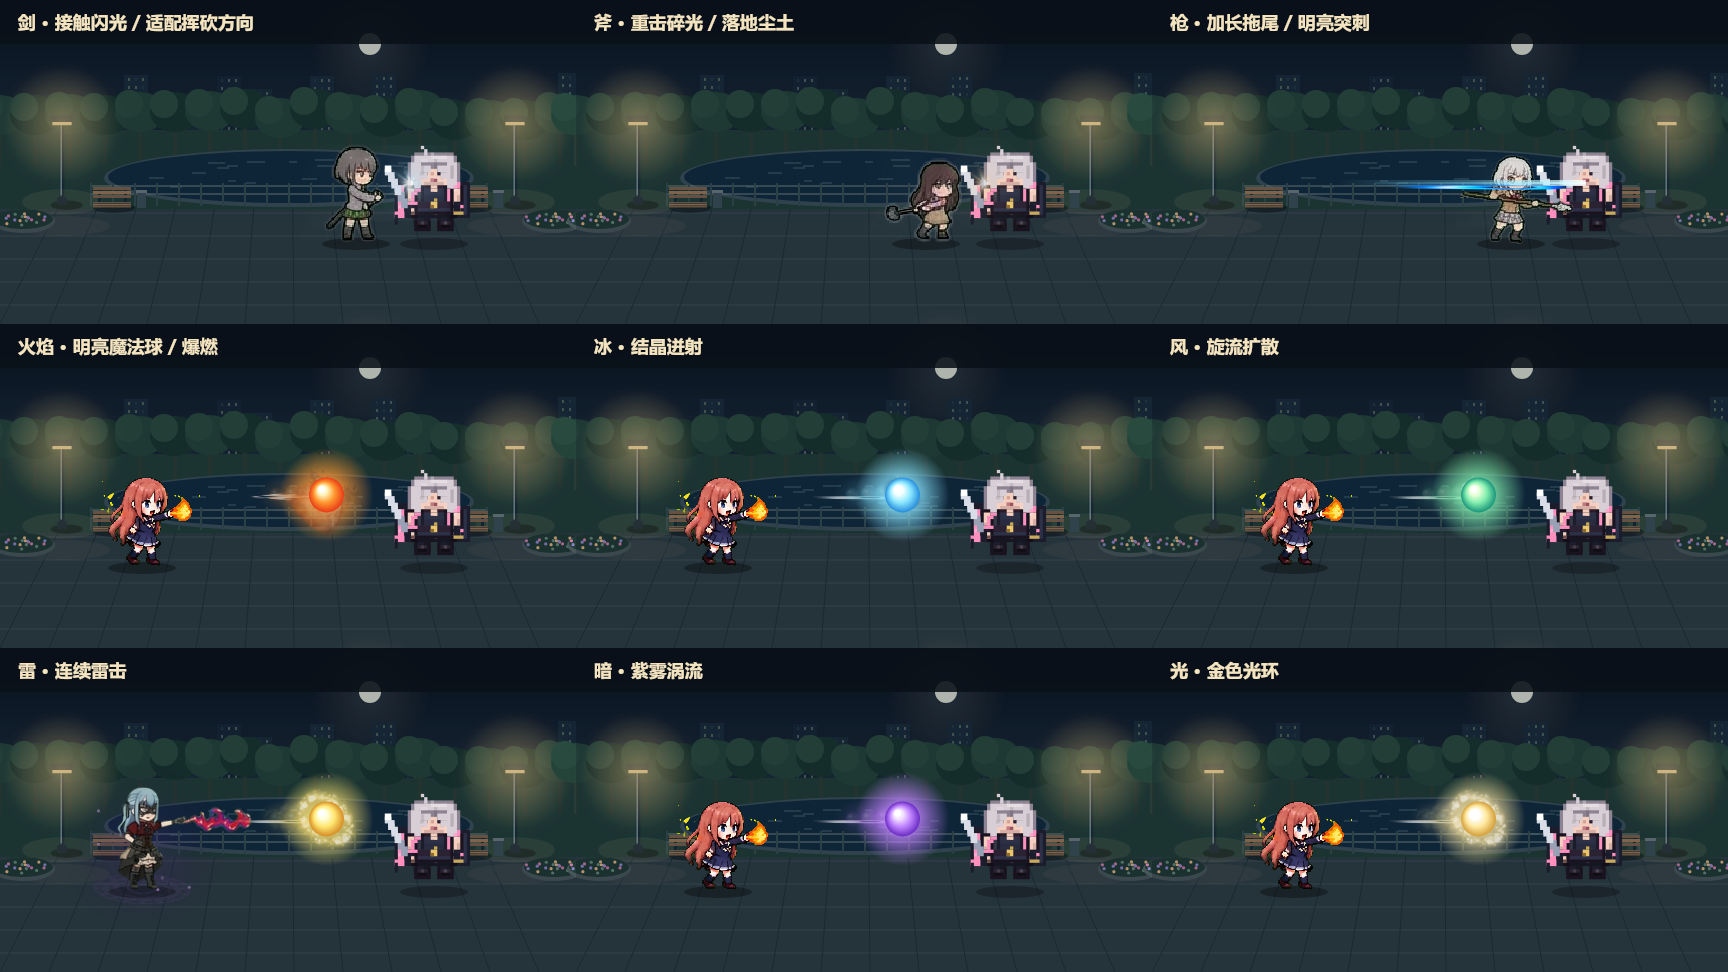 剑・接触闪光 / 适配挥砍方向
斧・重击碎光 / 落地尘土
枪・加长拖尾 / 明亮突刺
火焰・明亮魔法球 / 爆燃
冰・结晶迸射
风・旋流扩散
雷・连续雷击
暗・紫雾涡流
光・金色光环